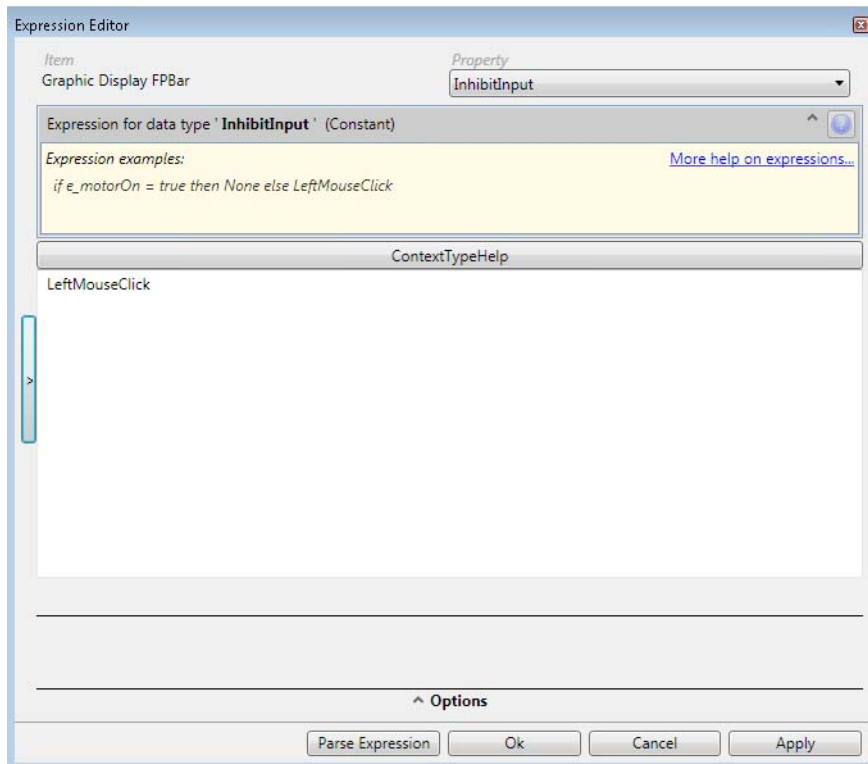 Expression Editor
Item
Property
Graphic Display FPBar
InhibitInput
Expression for data type ' InhibitInput ' (Constant)
Expression examples:
More help on expressions...
if e_motorOn = true then None else LeftMouseClick
ContextTypeHelp
LeftMouseClick
>
^ Options
Parse Expression
Ok
Cancel
Apply